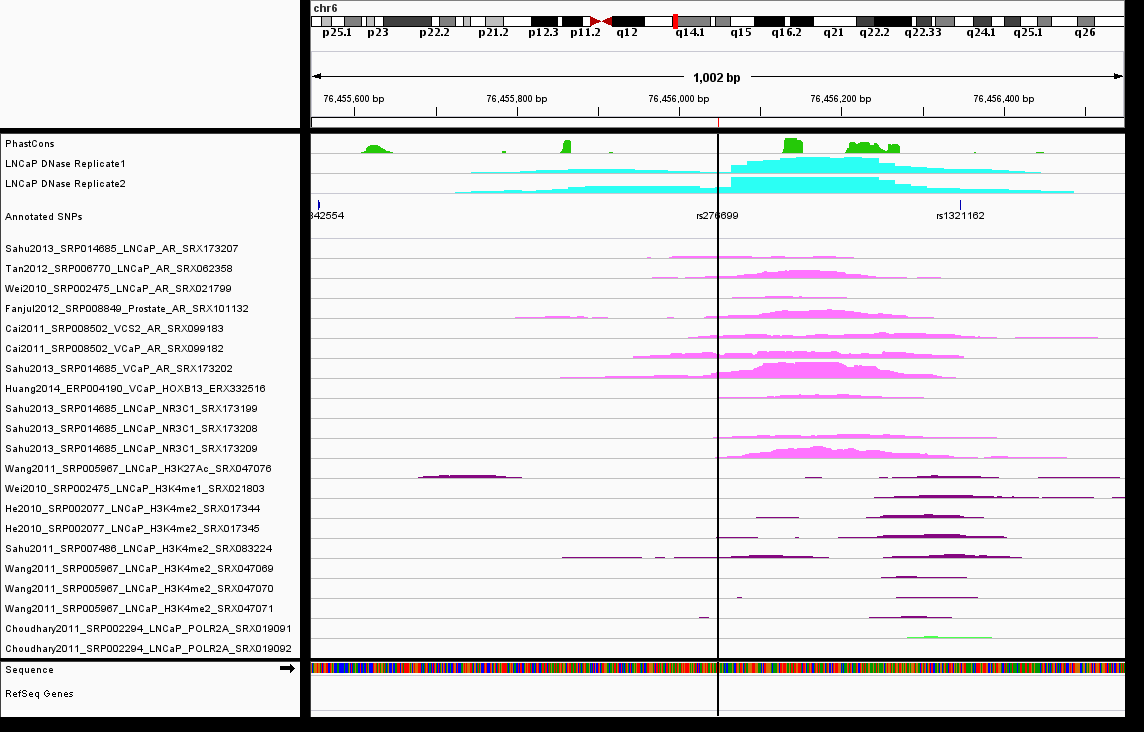 chr6
p25.1 p23 p22.2 p21.2 p12.3 p11.2 q12 q14.1 q15 q16.2 q21 q22.2 q22.33 q24.1 q25.1 q26
1,002 bp
76,455,600 bp 76,455,800 bp 76,456,000 bp 76,456,200 bp 76,456,400 bp
PhastCons
LNCaP DNase Replicate1
LNCaP DNase Replicate2
Annotated SNPs 342554 rs276699 rs1321162
Sahu2013_SRP014685_LNCaP_AR_SRX173207
Tan2012_SRP006770_LNCaP_AR_SRX062358
Wei2010_SRP002475_LNCaP_AR_SRX021799
Fanjul2012_SRP008849_Prostate_AR_SRX101132
Cai2011_SRP008502_VCS2_AR_SRX099183
Cai2011_SRP008502_VCaP_AR_SRX099182
Sahu2013_SRP014685_VCaP_AR_SRX173202
Huang2014_ERP004190_VCaP_HOXB13_ERX332516
Sahu2013_SRP014685_LNCaP_NR3C1_SRX173199
Sahu2013_SRP014685_LNCaP_NR3C1_SRX173208
Sahu2013_SRP014685_LNCaP_NR3C1_SRX173209
Wang2011_SRP005967_LNCaP_H3K27Ac_SRX047076
Wei2010_SRP002475_LNCaP_H3K4me1_SRX021803
He2010_SRP002077_LNCaP_H3K4me2_SRX017344
He2010_SRP002077_LNCaP_H3K4me2_SRX017345
Sahu2011_SRP007486_LNCaP_H3K4me2_SRX083224
Wang2011_SRP005967_LNCaP_H3K4me2_SRX047069
Wang2011_SRP005967_LNCaP_H3K4me2_SRX047070
Wang2011_SRP005967_LNCaP_H3K4me2_SRX047071
Choudhary2011_SRP002294_LNCaP_POLR2A_SRX019091
Choudhary2011_SRP002294_LNCaP_POLR2A_SRX019092
Sequence
RefSeq Genes